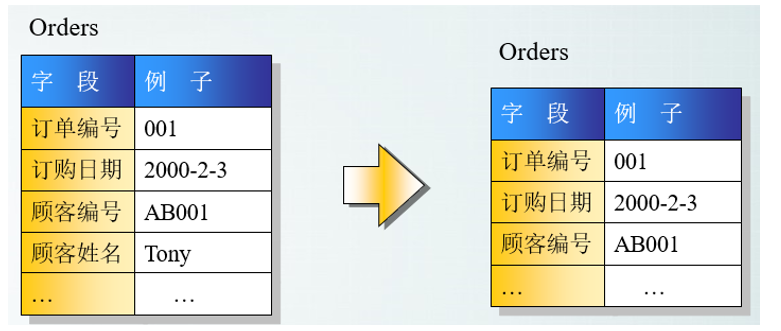 Orders
字 段 例 子
订单编号 001
订购日期 2000-2-3
顾客编号 AB001
顾客姓名 Tony
… …
Orders
字 段 例 子
订单编号 001
订购日期 2000-2-3
顾客编号 AB001
… …